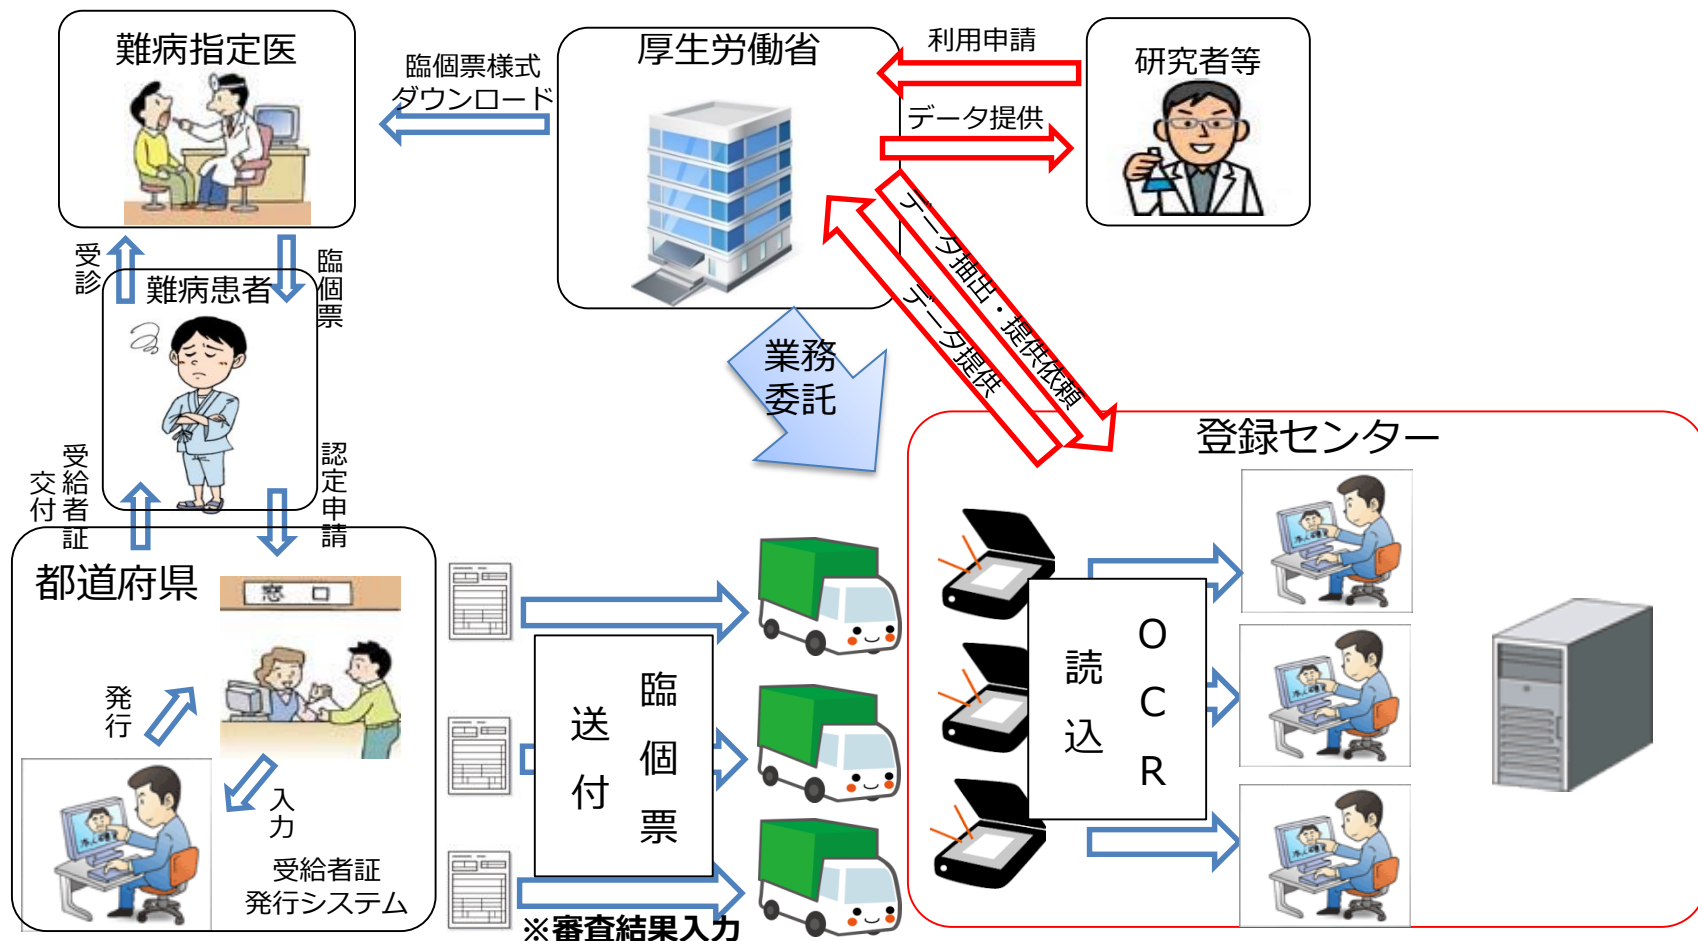 難病指定医
臨個票様式
ダウンロード
厚生労働省
利用申請
データ提供
研究者等
受診
臨個票
難病患者
データ抽出・提供依頼
データ提供
業務
委託
受給者証
交付
認定申請
都道府県
窓口
発行
入力
受給者証
発行システム
臨個票
送付
※審査結果入力
登録センター
OCR
読込